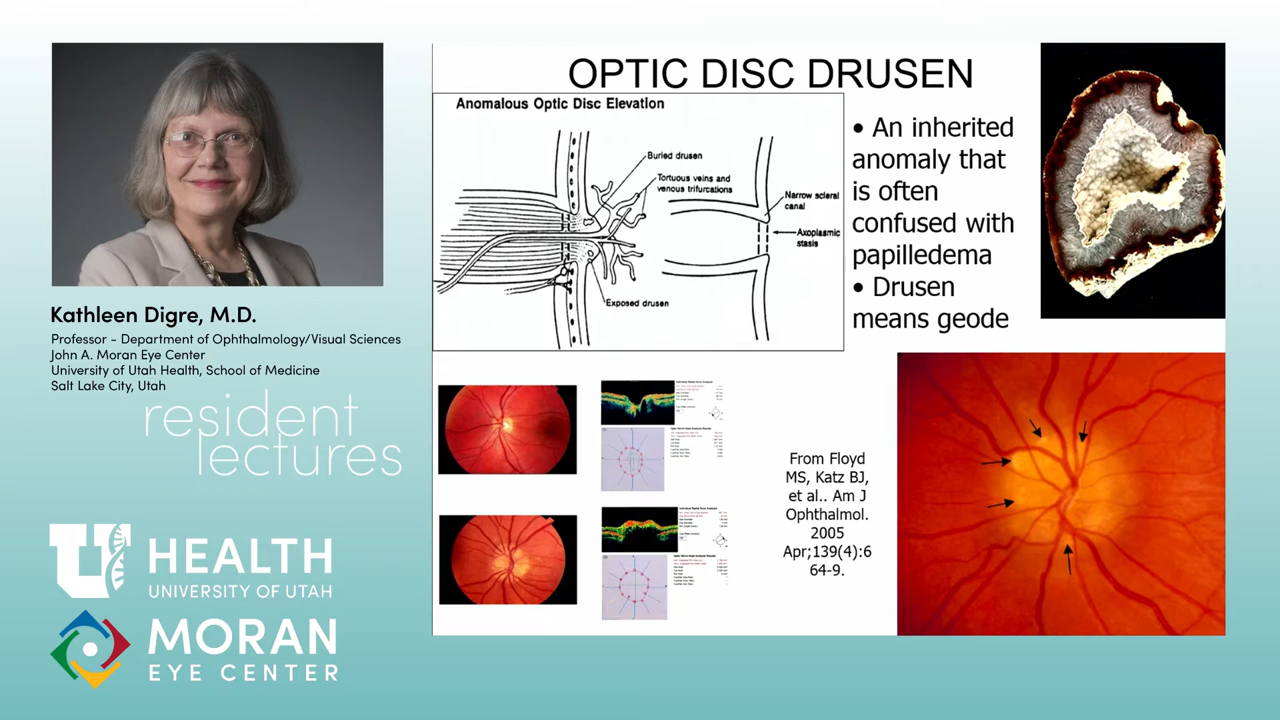 Kathleen Digre, M.D.
Professor - Department of Ophthalmology/Visual Sciences
John A. Moran Eye Center
University of Utah Health, School of Medicine
Salt Lake City, Utah
resident
lectures
U HEALTH
UNIVERSITY OF UTAH
MORAN
EYE CENTER
OPTIC DISC DRUSEN
Anomalous Optic Disc Elevation
Buried drusen
Tortuous veins and
venous trifurcations
Narrow scleral
canal
Axoplasmic
stasis
Exposed drusen
• An inherited
anomaly that
is often
confused with
papilledema
• Drusen
means geode
From Floyd
MS, Katz BJ,
et al.. Am J
Ophthalmol.
2005
Apr;139(4):6
64-9.